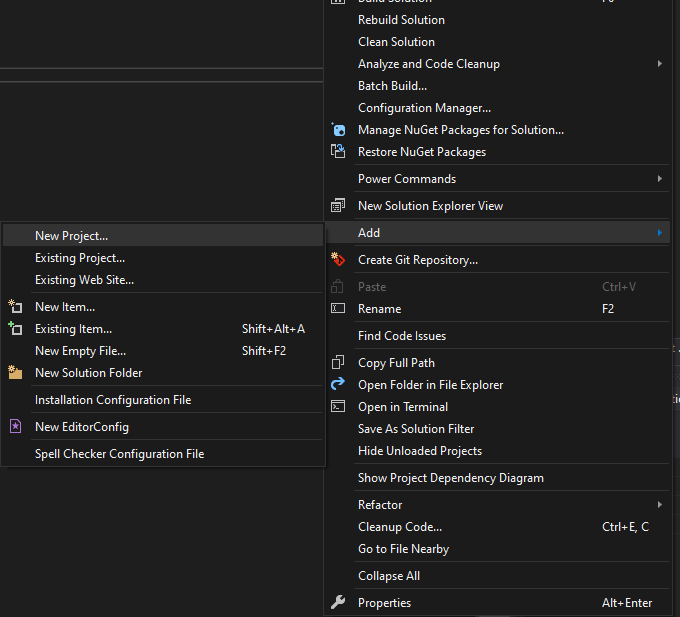 Rebuild Solution
Clean Solution
Analyze and Code Cleanup
Batch Build...
Configuration Manager...
Manage NuGet Packages for Solution...
Restore NuGet Packages
Power Commands
New Solution Explorer View
Add
Create Git Repository...
Paste Ctrl+V
Rename F2
Find Code Issues
Copy Full Path
Open Folder in File Explorer
Open in Terminal
Save As Solution Filter
Hide Unloaded Projects
Show Project Dependency Diagram
Refactor
Cleanup Code... Ctrl+E, C
Go to File Nearby
Collapse All
Properties Alt+Enter
New Project...
Existing Project...
Existing Web Site...
New Item...
Existing Item... Shift+Alt+A
New Empty File... Shift+F2
New Solution Folder
Installation Configuration File
New EditorConfig
Spell Checker Configuration File